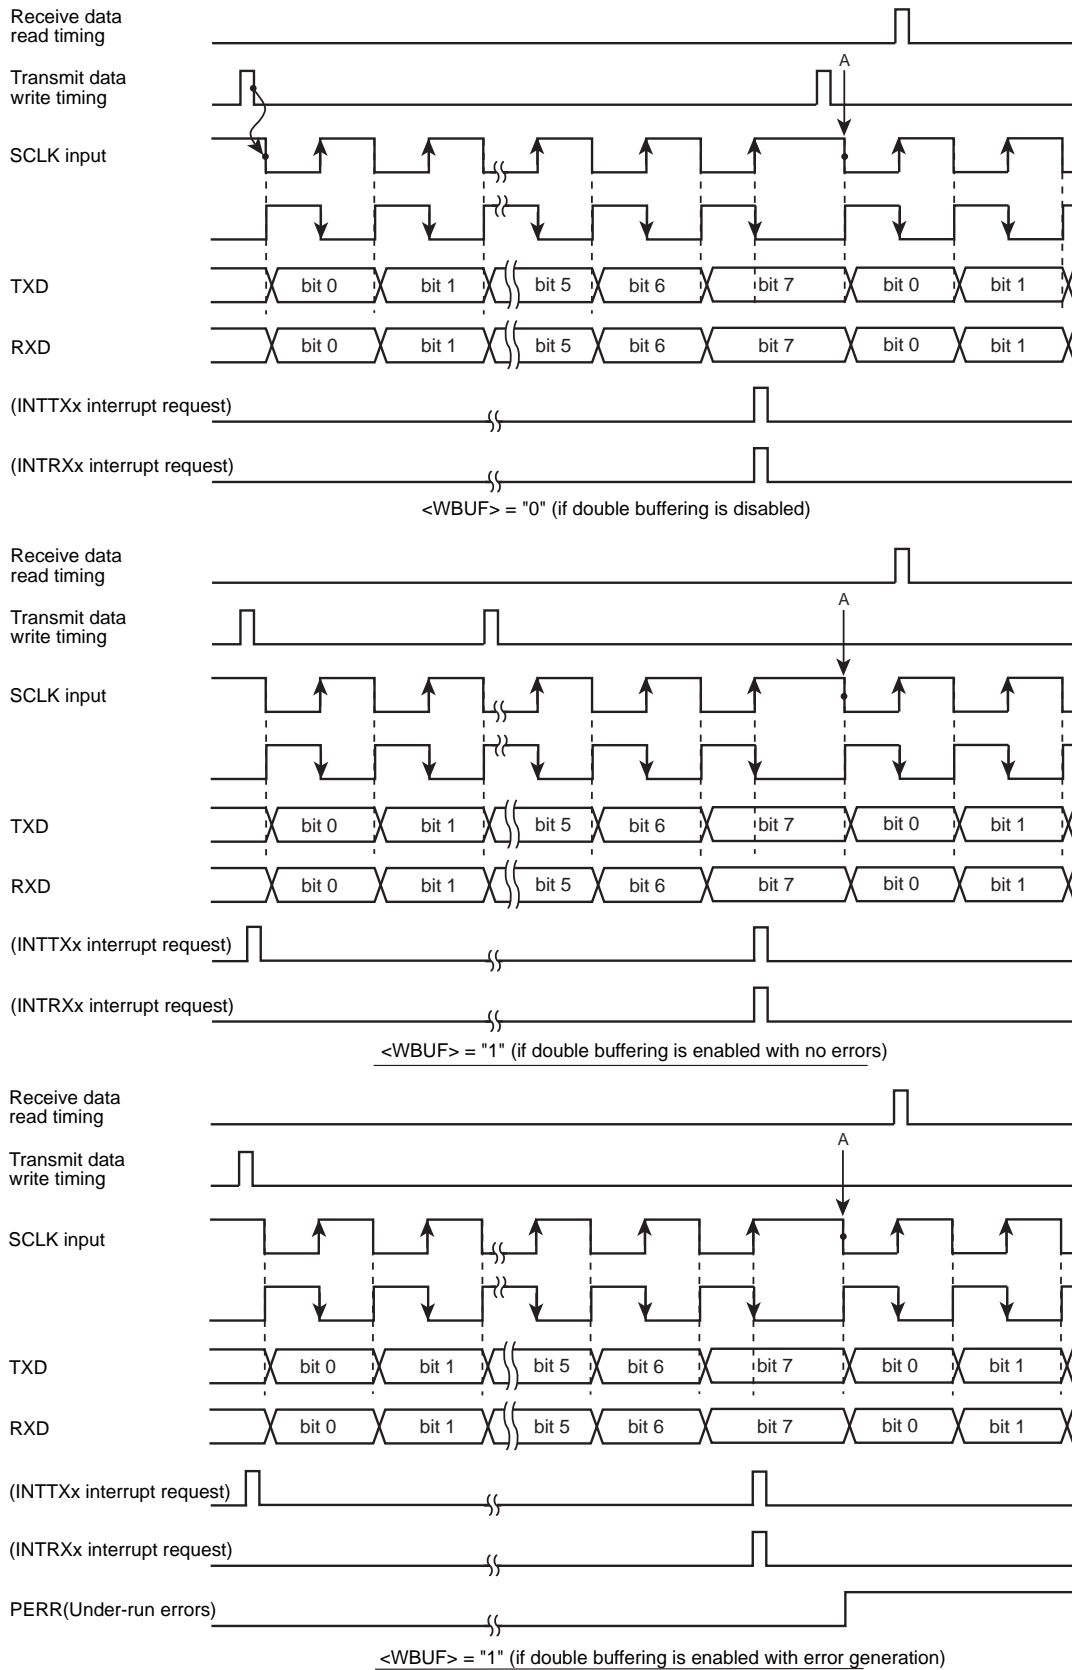 Receive data
read timing
Transmit data
write timing
A
SCLK input
TXD
bit 0 bit 1 bit 5 bit 6 bit 7 bit 0 bit 1
RXD
bit 0 bit 1 bit 5 bit 6 bit 7 bit 0 bit 1
(INTTXx interrupt request)
(INTRXx interrupt request)
<WBUF> = "0" (if double buffering is disabled)
Receive data
read timing
Transmit data
write timing
A
SCLK input
TXD
bit 0 bit 1 bit 5 bit 6 bit 7 bit 0 bit 1
RXD
bit 0 bit 1 bit 5 bit 6 bit 7 bit 0 bit 1
(INTTXx interrupt request)
(INTRXx interrupt request)
<WBUF> = "1" (if double buffering is enabled with no errors)
Receive data
read timing
Transmit data
write timing
A
SCLK input
TXD
bit 0 bit 1 bit 5 bit 6 bit 7 bit 0 bit 1
RXD
bit 0 bit 1 bit 5 bit 6 bit 7 bit 0 bit 1
(INTTXx interrupt request)
(INTRXx interrupt request)
PERR(Under-run errors)
<WBUF> = "1" (if double buffering is enabled with error generation)